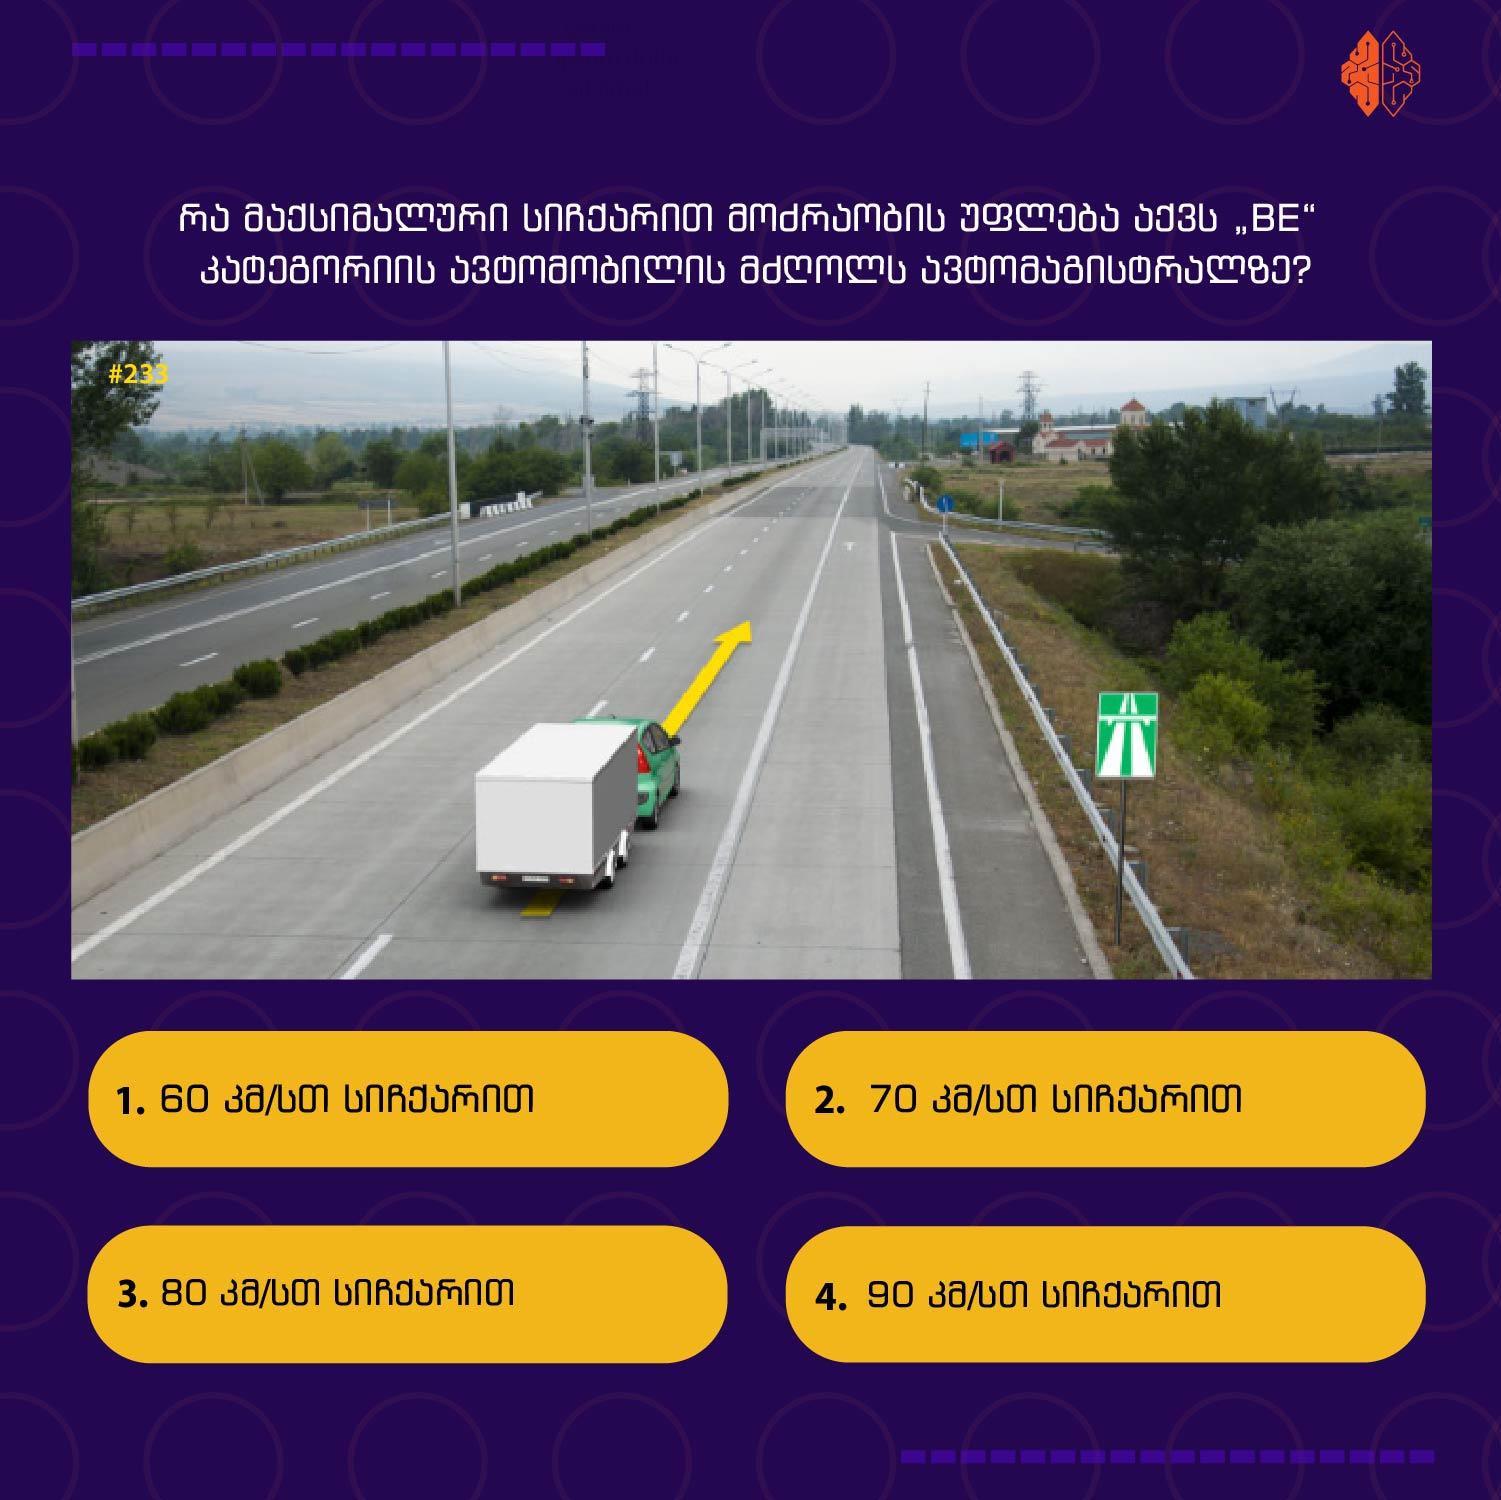 რა მაქსიმალური სიჩქარით მოძრაობის უფლება აქვს „BE“
კატეგორიის ავტომობილის მძღოლს ავტომაგისტრალზე?
#233
1. 60 კმ/სთ სიჩქარით
2. 70 კმ/სთ სიჩქარით
3. 80 კმ/სთ სიჩქარით
4. 90 კმ/სთ სიჩქარით